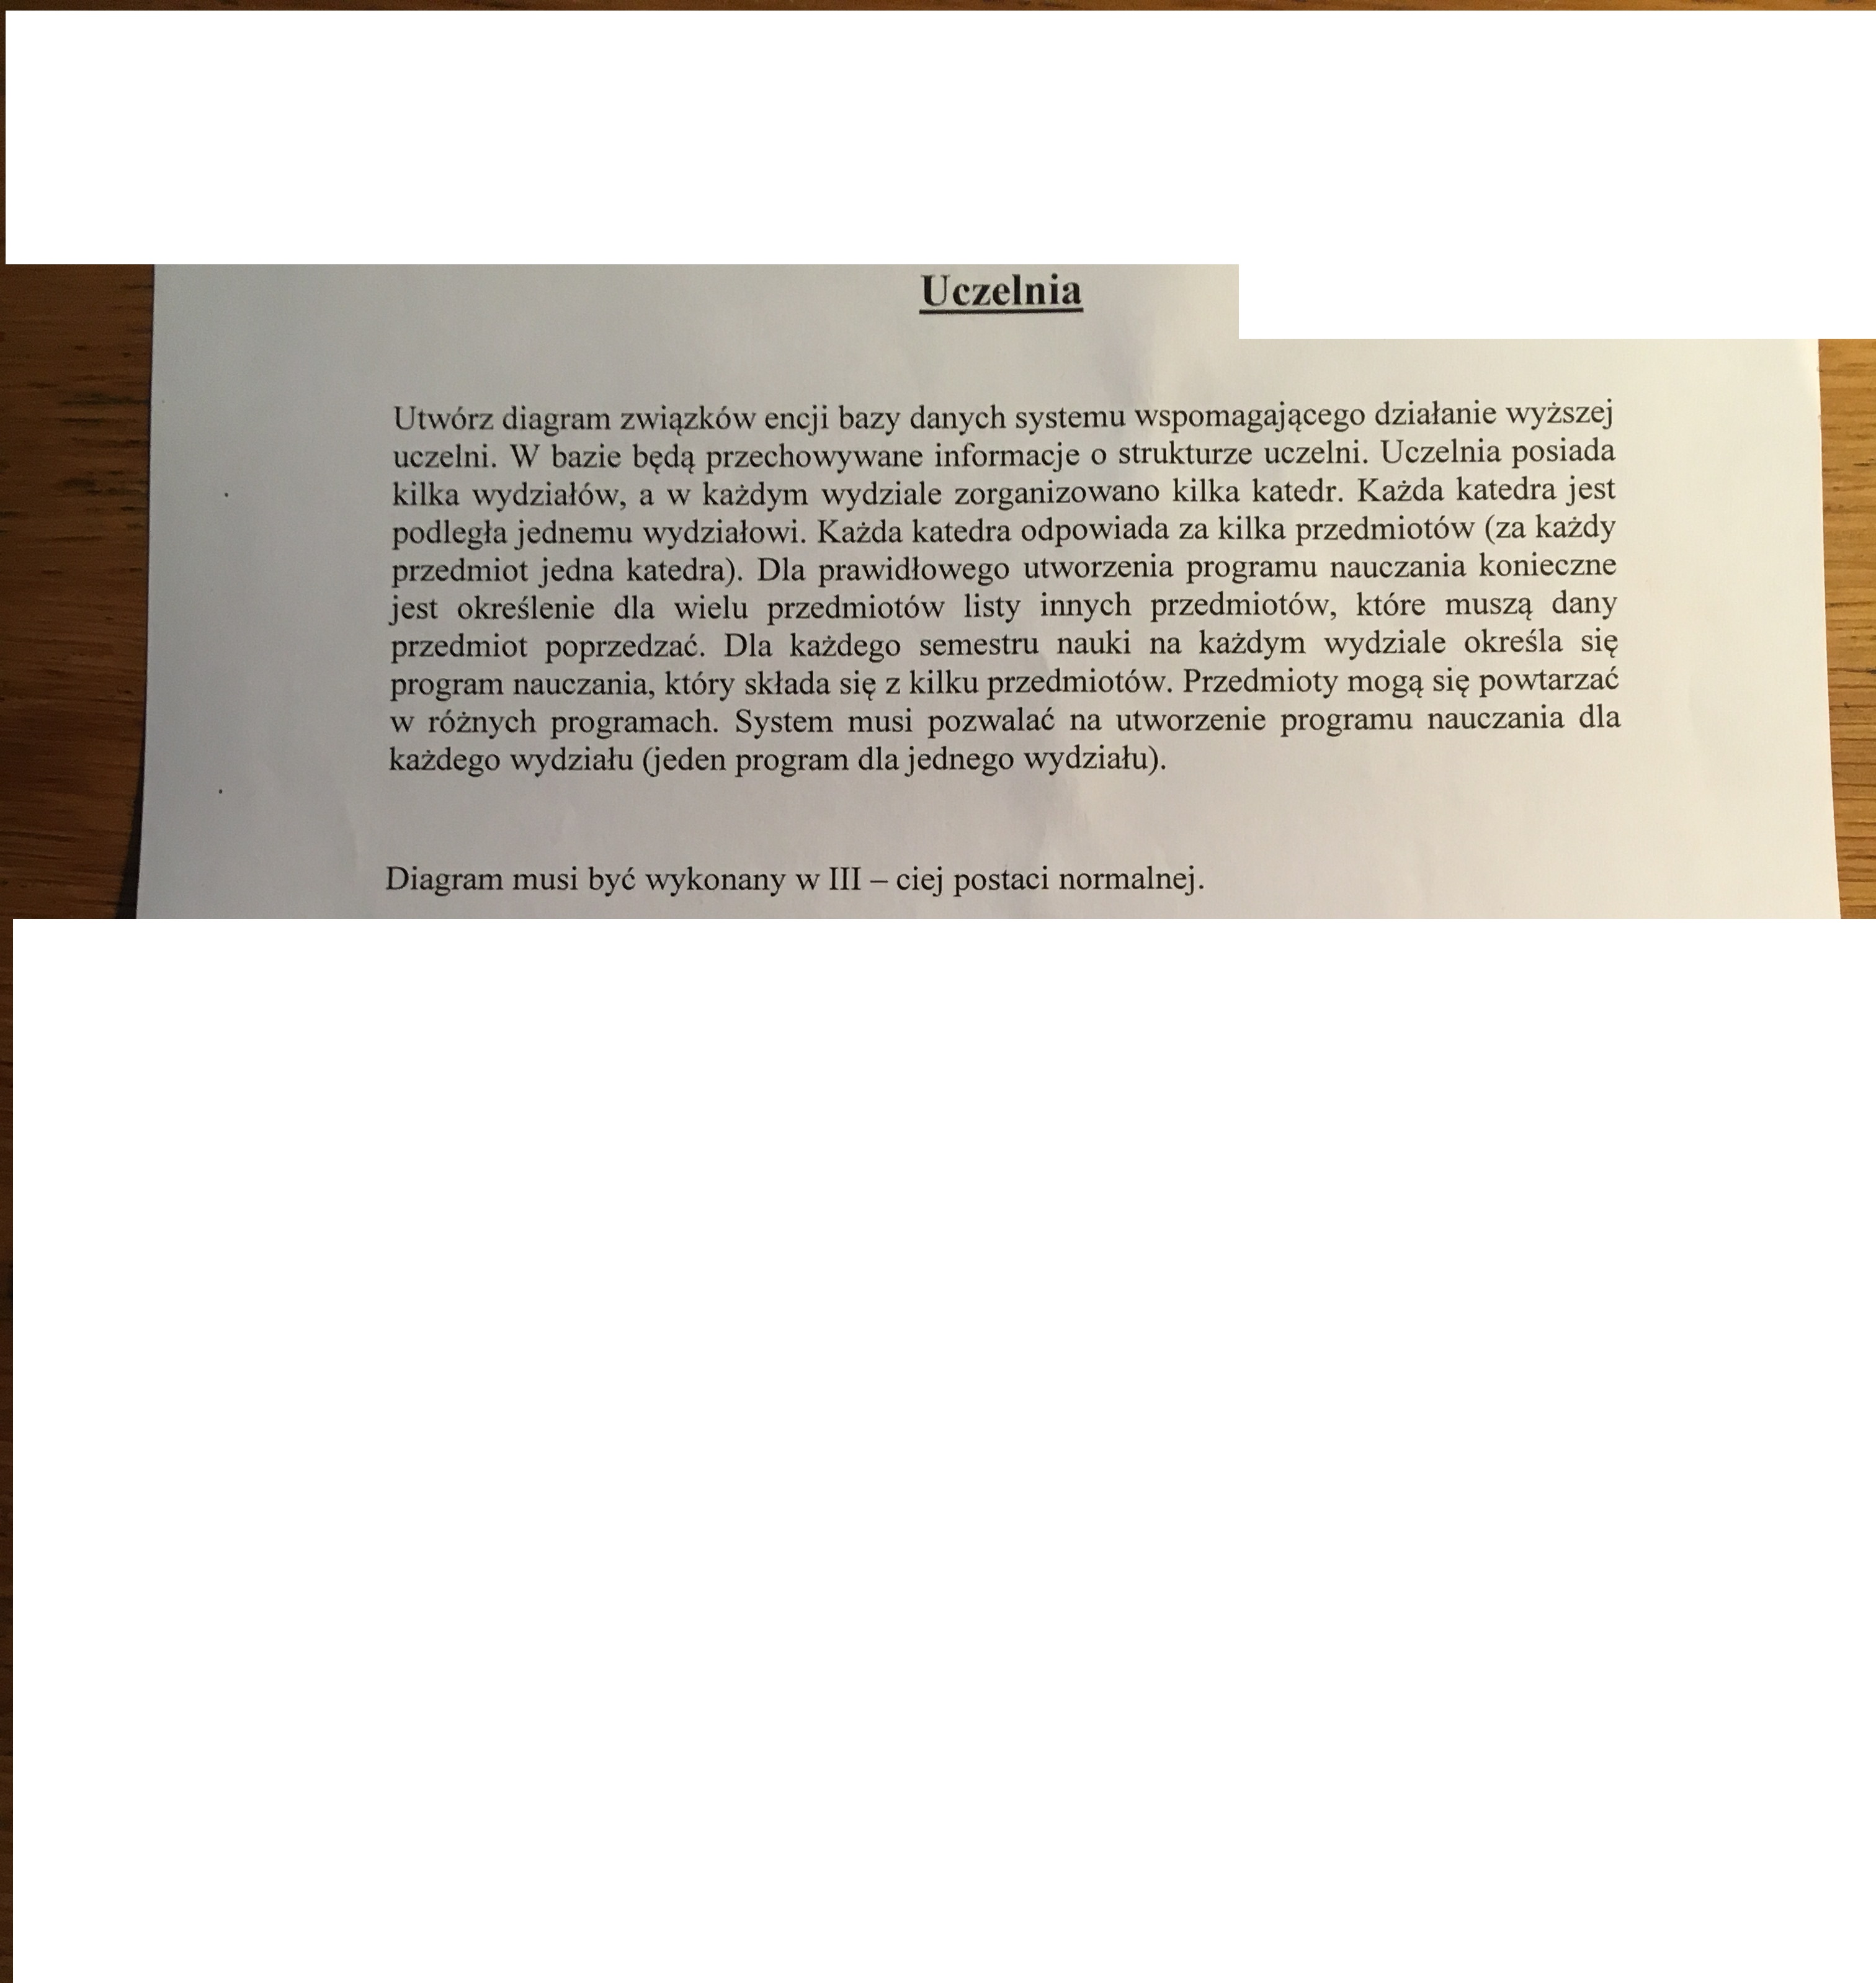 Uczelnia
Utwórz diagram związków encji bazy danych systemu wspomagającego działanie wyższej
uczelni. W bazie będą przechowywane informacje o strukturze uczelni. Uczelnia posiada
kilka wydziałów, a w każdym wydziale zorganizowano kilka katedr. Każda katedra jest
podległa jednemu wydziałowi. Każda katedra odpowiada za kilka przedmiotów (za każdy
przedmiot jedna katedra). Dla prawidłowego utworzenia programu nauczania konieczne
jest określenie dla wielu przedmiotów listy innych przedmiotów, które muszą dany
przedmiot poprzedzać. Dla każdego semestru nauki na każdym wydziale określa się
program nauczania, który składa się z kilku przedmiotów. Przedmioty mogą się powtarzać
w różnych programach. System musi pozwalać na utworzenie programu nauczania dla
każdego wydziału (jeden program dla jednego wydziału).
Diagram musi być wykonany w III – ciej postaci normalnej.